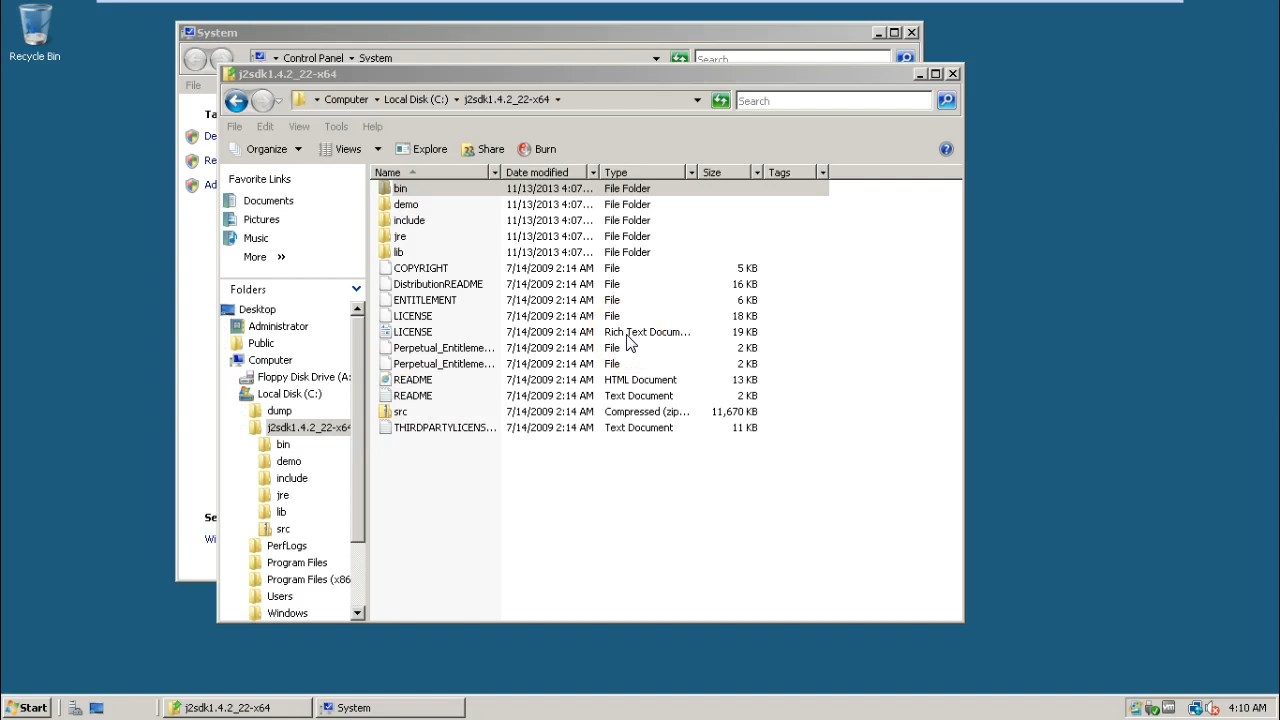 Recycle Bin
System
Control Panel System
Search
File
Ta
De
Re
Ad
Se
Wi
j2sdk1.4.2_22-x64
Computer Local Disk (C:) j2sdk1.4.2_22-x64
Search
File Edit View Tools Help
Organize Views Explore Share Burn
Favorite Links
Documents
Pictures
Music
More »
Folders
Desktop
Administrator
Public
Computer
Floppy Disk Drive (A:
Local Disk (C:)
dump
j2sdk1.4.2_22-x64
bin
demo
include
jre
lib
src
PerfLogs
Program Files
Program Files (x86
Users
Windows
Name Date modified Type Size Tags
bin 11/13/2013 4:07... File Folder
demo 11/13/2013 4:07... File Folder
include 11/13/2013 4:07... File Folder
jre 11/13/2013 4:07... File Folder
lib 11/13/2013 4:07... File Folder
COPYRIGHT 7/14/2009 2:14 AM File 5 KB
DistributionREADME 7/14/2009 2:14 AM File 16 KB
ENTITLEMENT 7/14/2009 2:14 AM File 6 KB
LICENSE 7/14/2009 2:14 AM File 18 KB
LICENSE 7/14/2009 2:14 AM Rich Text Docum... 19 KB
Perpetual_Entitleme... 7/14/2009 2:14 AM File 2 KB
Perpetual_Entitleme... 7/14/2009 2:14 AM File 2 KB
README 7/14/2009 2:14 AM HTML Document 13 KB
README 7/14/2009 2:14 AM Text Document 2 KB
src 7/14/2009 2:14 AM Compressed (zip... 11,670 KB
THIRDPARTYLICENS... 7/14/2009 2:14 AM Text Document 11 KB
Start
j2sdk1.4.2_22-x64
System
4:10 AM